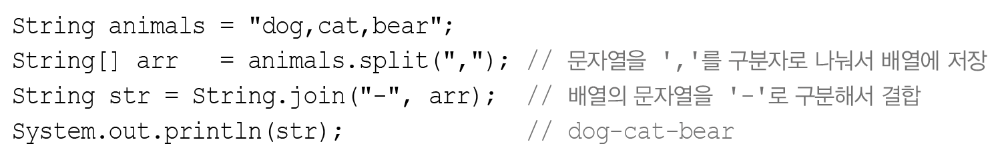 String animals = "dog,cat,bear";
String[] arr   = animals.split(","); // 문자열을 ','를 구분자로 나눠서 배열에 저장
String str = String.join("-", arr);  // 배열의 문자열을 '-'로 구분해서 결합
System.out.println(str);             // dog-cat-bear